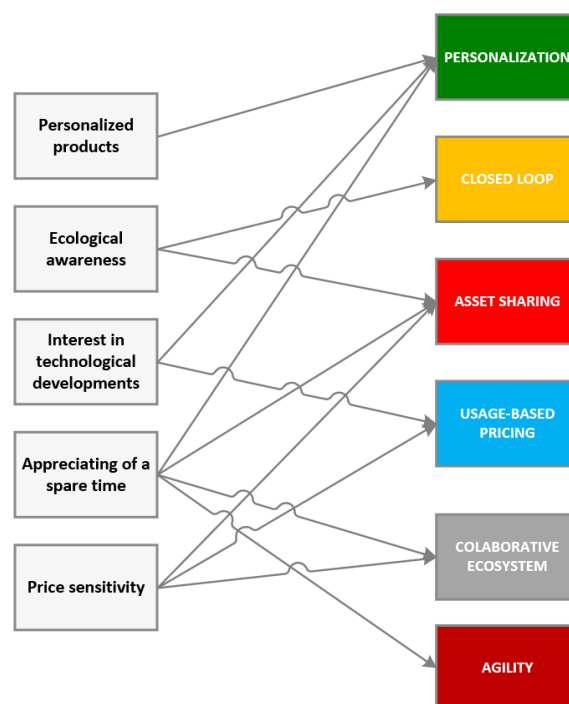 Personalized
products
Ecological
awareness
Interest in
technological
developments
Appreciating of a
spare time
Price sensitivity
PERSONALIZATION
CLOSED LOOP
ASSET SHARING
USAGE-BASED
PRICING
COLABORATIVE
ECOSYSTEM
AGILITY